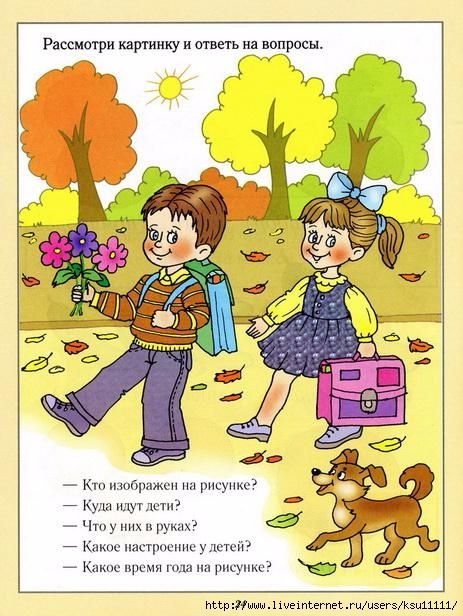 Рассмотри картинку и ответь на вопросы.
— Кто изображен на рисунке?
— Куда идут дети?
— Что у них в руках?
— Какое настроение у детей?
— Какое время года на рисунке?
http://www.liveinternet.ru/users/ksu11111/